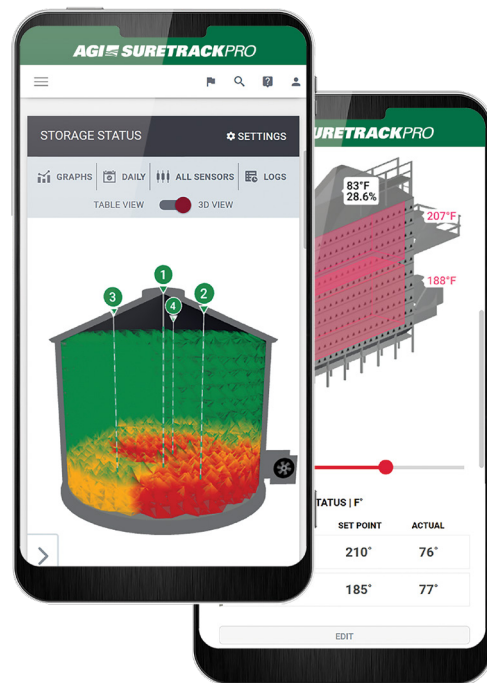 AGI SURETRACKPRO
STORAGE STATUS
SETTINGS
GRAPHS
DAILY
ALL SENSORS
LOGS
TABLE VIEW
3D VIEW
1
2
3
4
URETRACKPRO
83°F
28.6%
207°F
188°F
TATUS | F°
SET POINT ACTUAL
210° 76°
185° 77°
EDIT